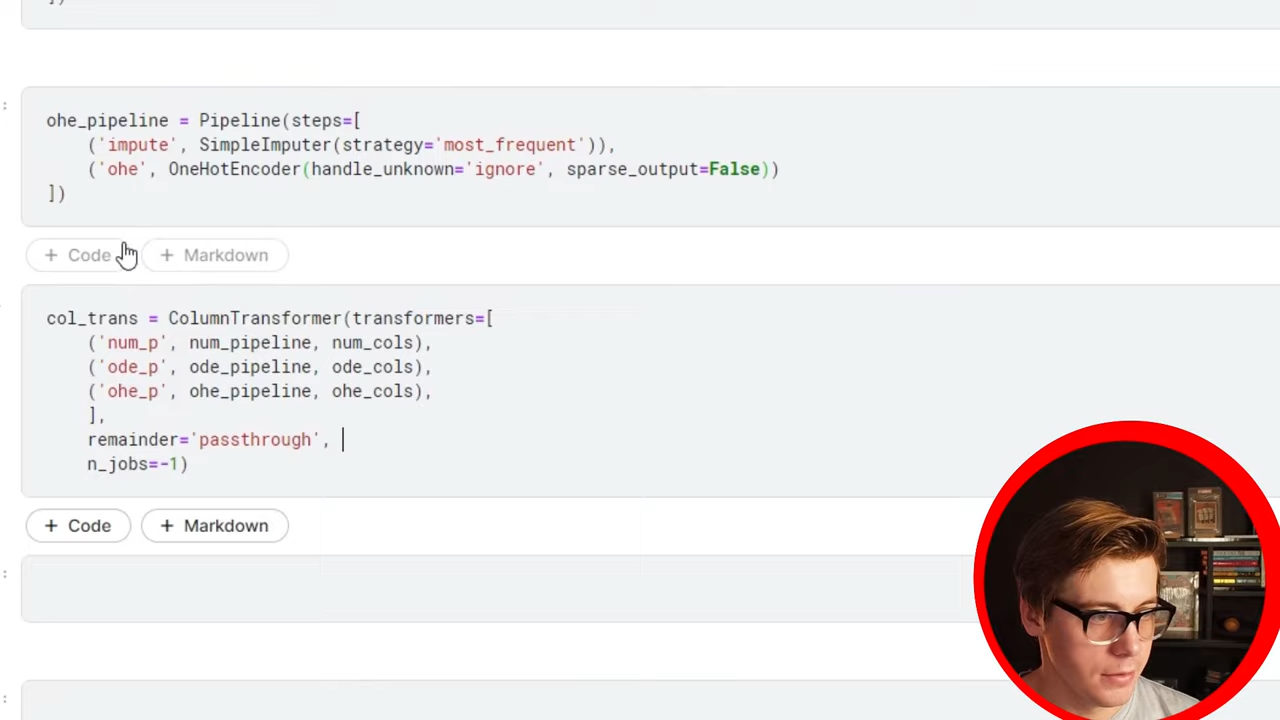 ])
:
ohe_pipeline = Pipeline(steps=[
('impute', SimpleImputer(strategy='most_frequent')),
('ohe', OneHotEncoder(handle_unknown='ignore', sparse_output=False))
])
+ Code + Markdown
col_trans = ColumnTransformer(transformers=[
('num_p', num_pipeline, num_cols),
('ode_p', ode_pipeline, ode_cols),
('ohe_p', ohe_pipeline, ohe_cols),
],
remainder='passthrough',
n_jobs=-1)
+ Code + Markdown
:
: